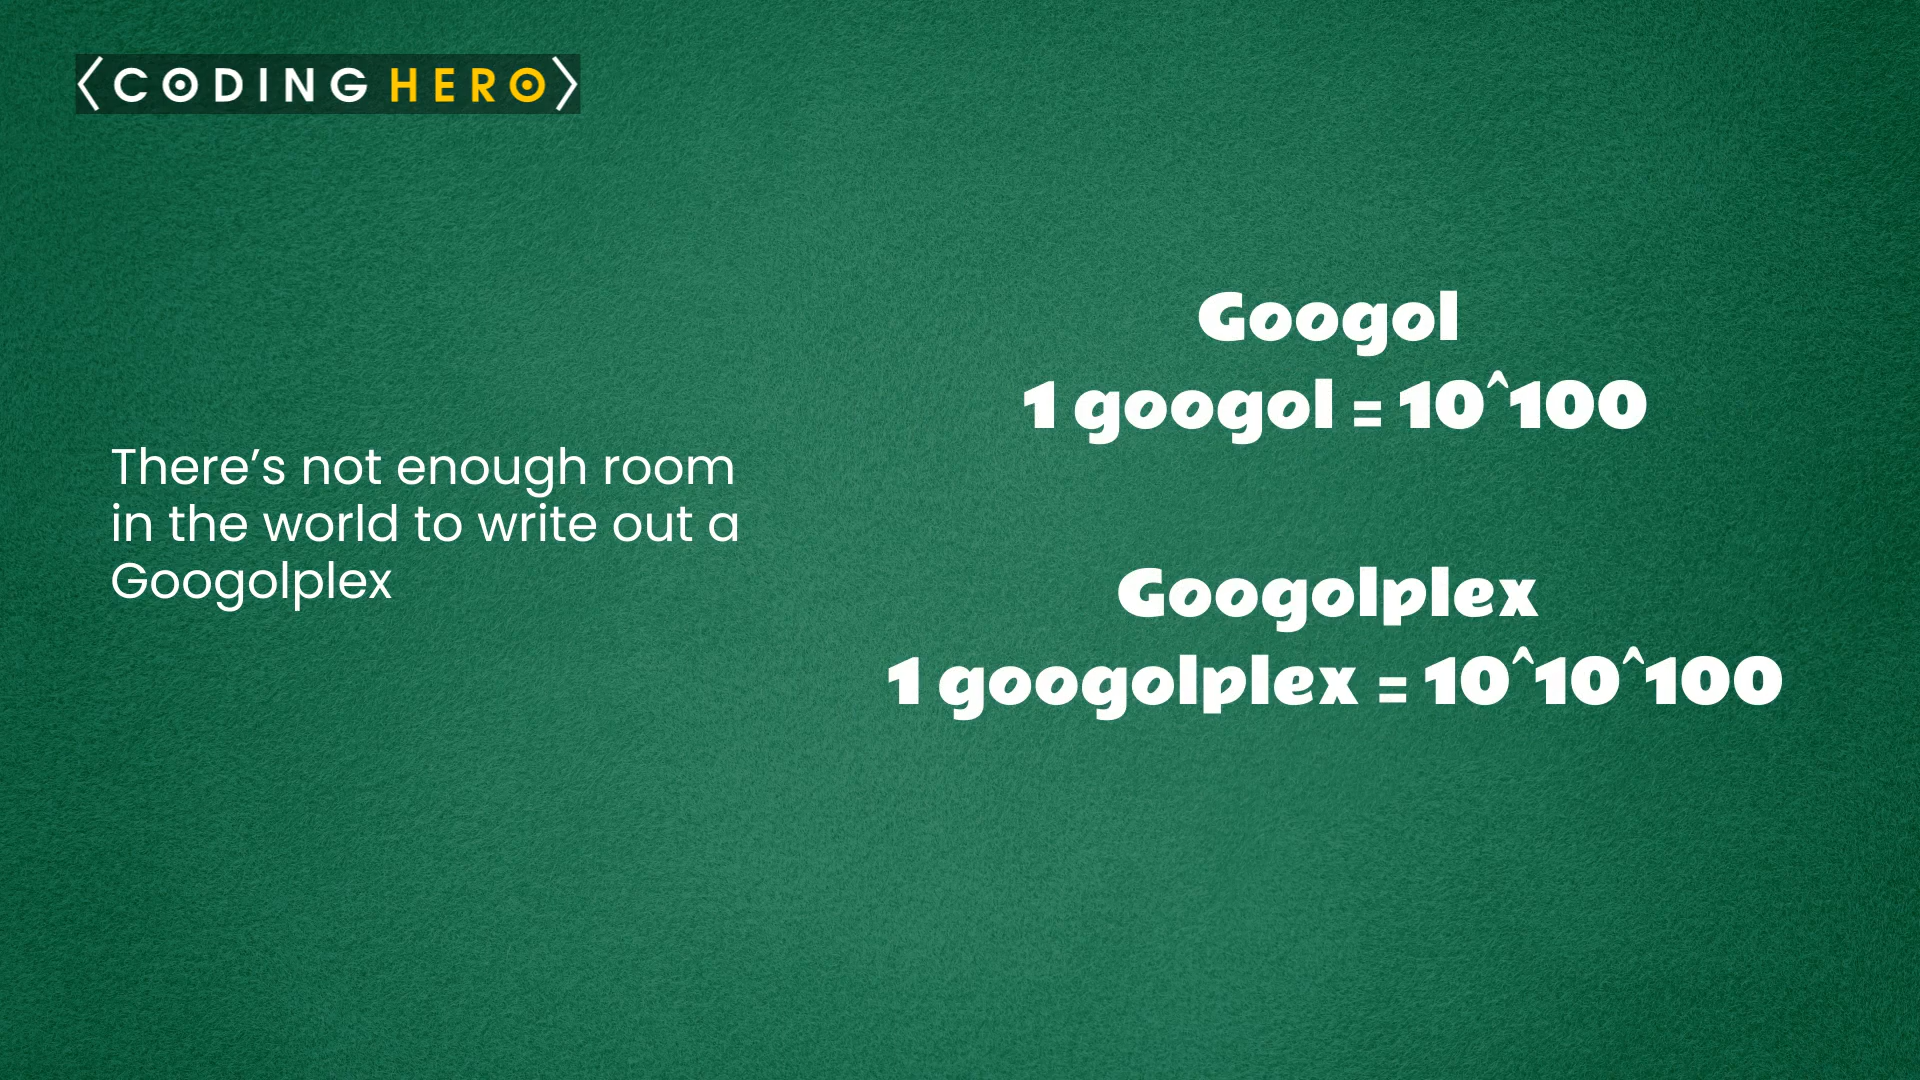 CODING HERO
There’s not enough room
in the world to write out a
Googolplex
Googol
1 googol = 10^100
Googolplex
1 googolplex = 10^10^100